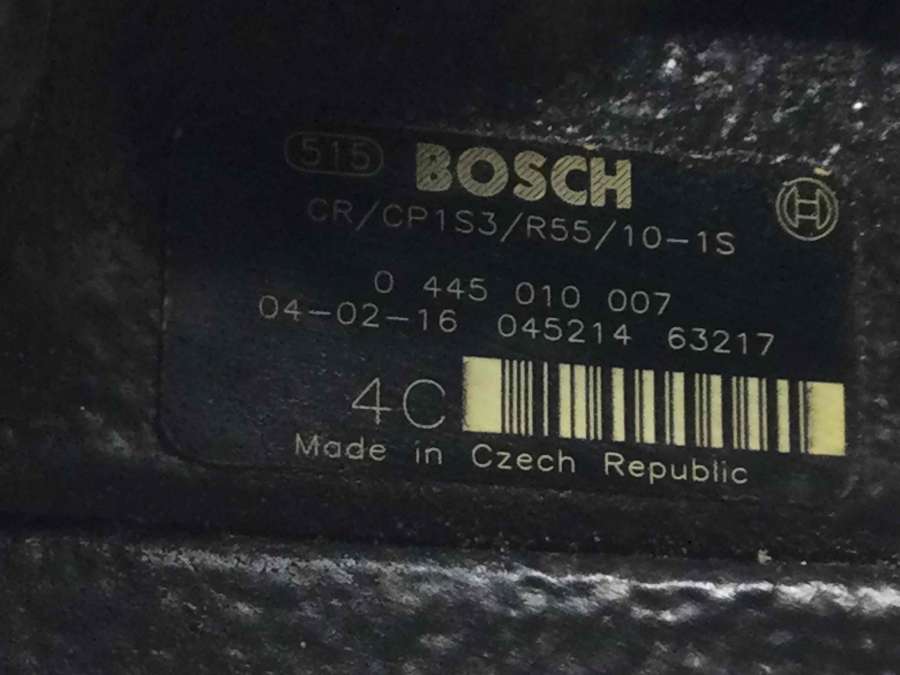 515 BOSCH
CR/CP1S3/R55/10-1S
0 445 010 007
04-02-16 045214 63217
4C
Made in Czech Republic